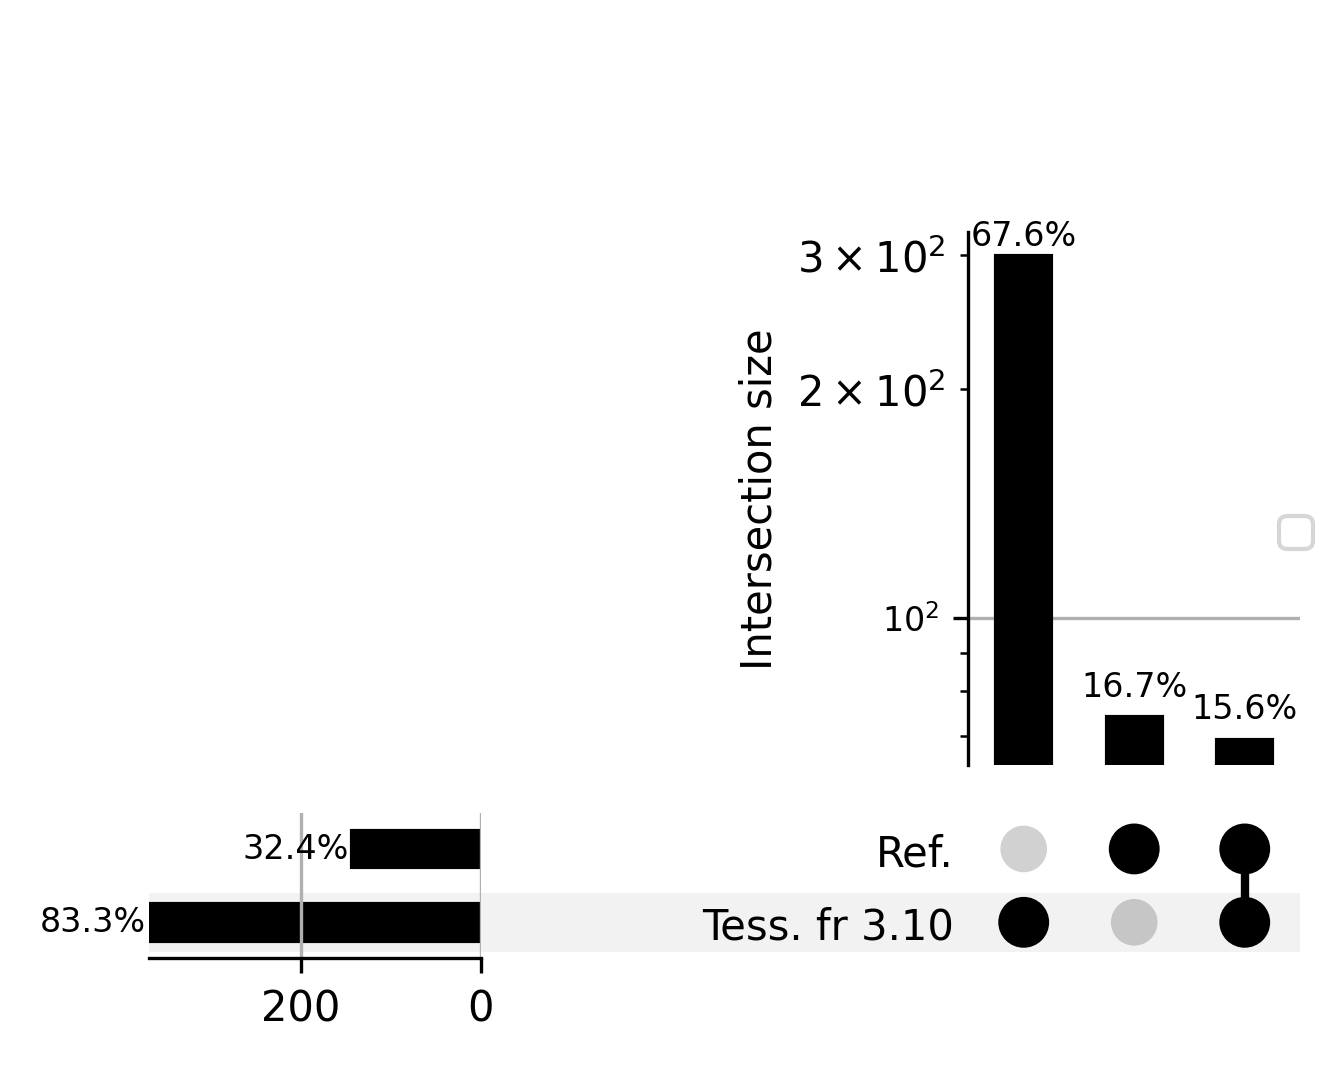 67.6%
3 × 10²
2 × 10²
Intersection size
10²
16.7%
15.6%
32.4%
Ref.
83.3%
Tess. fr 3.10
200
0